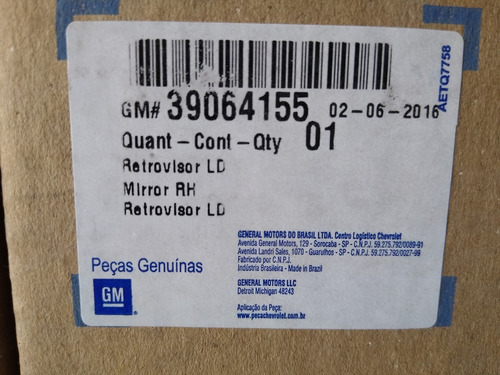 AETQ7758
GM# 39064155 02-06-2016
Quant-Cont-Qty 01
Retrovisor LD
Mirror RH
Retrovisor LD
GENERAL MOTORS DO BRASIL LTDA. Centro Logístico Chevrolet
Avenida General Motors, 129 - Sorocaba - SP - C.N.P.J. 59.275.792/0089-91
Avenida Landri Sales, 1070 - Guarulhos - SP - C.N.P.J. 59.275.792/0027-99
Fabricado por C.N.P.J.
Indústria Brasileira - Made in Brazil
Peças Genuínas
GM
GENERAL MOTORS LLC
Detroit Michigan 48243
Aplicação da Peça:
www.pecachevrolet.com.br